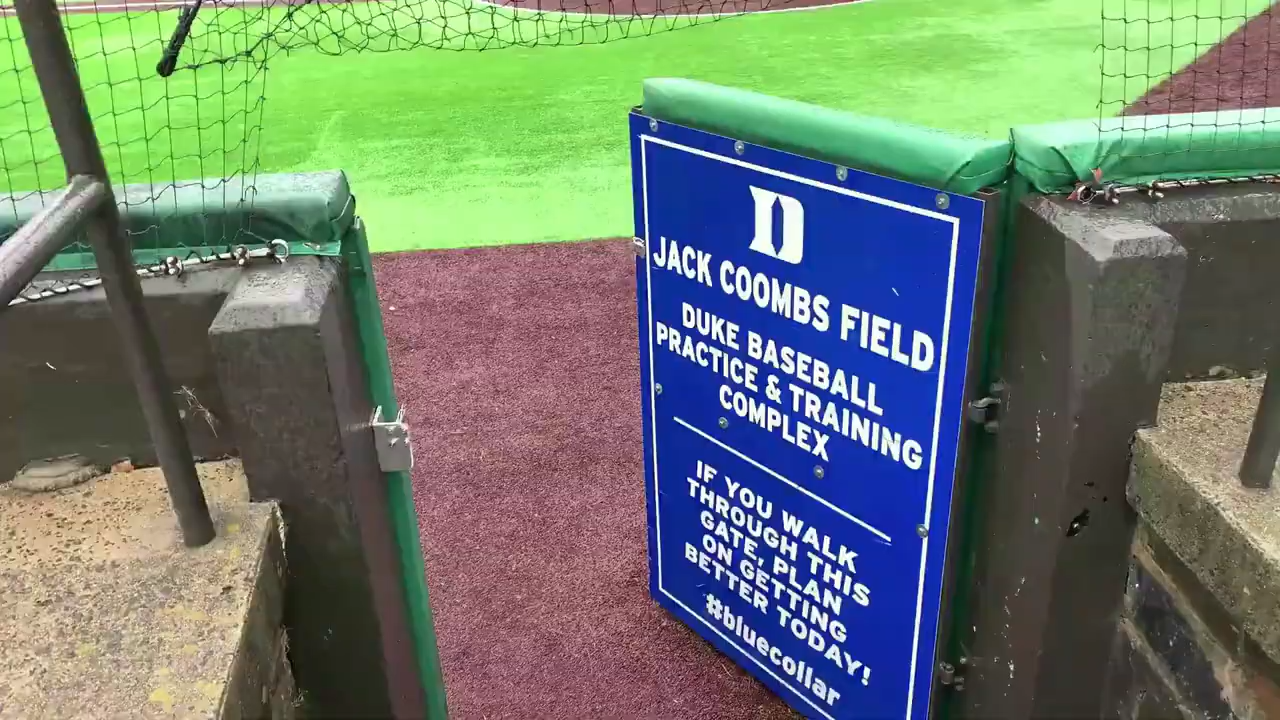 D
JACK COOMBS FIELD
DUKE BASEBALL
PRACTICE & TRAINING
COMPLEX
IF YOU WALK
THROUGH THIS
GATE, PLAN
ON GETTING
BETTER TODAY!
#bluecollar